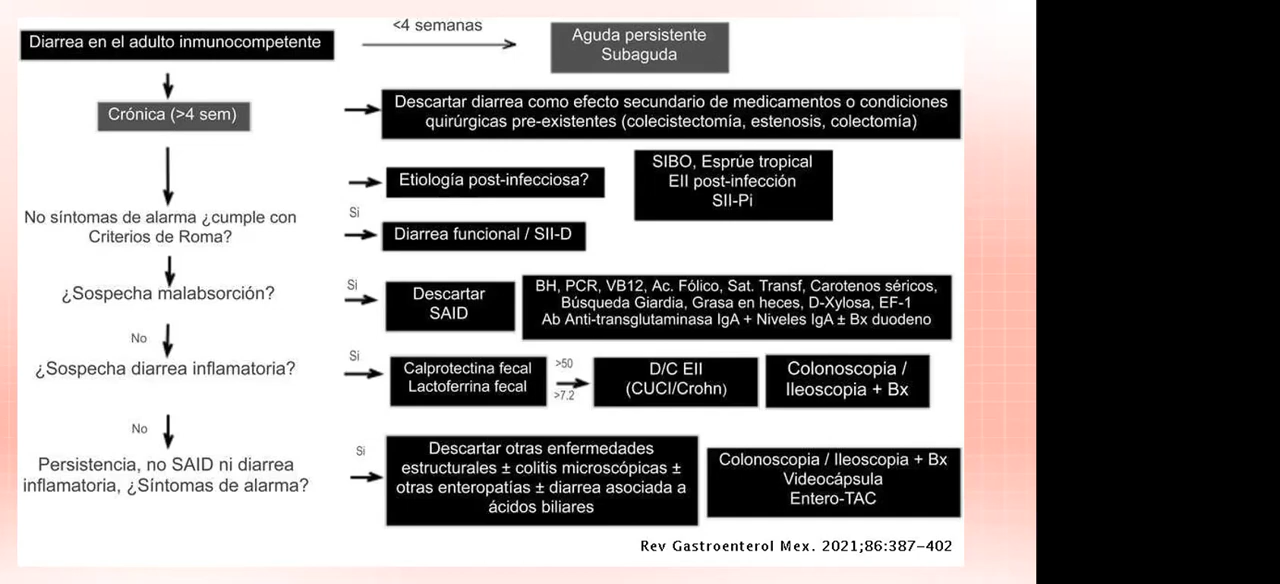 Diarrea en el adulto inmunocompetente
<4 semanas
Aguda persistente
Subaguda
Crónica (>4 sem)
Descartar diarrea como efecto secundario de medicamentos o condiciones
quirúrgicas pre-existentes (colecistectomía, estenosis, colectomía)
Etiología post-infecciosa?
SIBO, Esprúe tropical
EII post-infección
SII-Pi
No síntomas de alarma ¿cumple con
Criterios de Roma?
Si
Diarrea funcional / SII-D
¿Sospecha malabsorción?
Si
Descartar
SAID
BH, PCR, VB12, Ac. Fólico, Sat. Transf, Carotenos séricos,
Búsqueda Giardia, Grasa en heces, D-Xylosa, EF-1
Ab Anti-transglutaminasa IgA + Niveles IgA ± Bx duodeno
No
¿Sospecha diarrea inflamatoria?
Si
Calprotectina fecal
Lactoferrina fecal
>50
>7.2
D/C EII
(CUCI/Crohn)
Colonoscopia /
Ileoscopia + Bx
No
Persistencia, no SAID ni diarrea
inflamatoria, ¿Síntomas de alarma?
Si
Descartar otras enfermedades
estructurales ± colitis microscópicas ±
otras enteropatías ± diarrea asociada a
ácidos biliares
Colonoscopia / Ileoscopia + Bx
Videocápsula
Entero-TAC
Rev Gastroenterol Mex. 2021;86:387–402